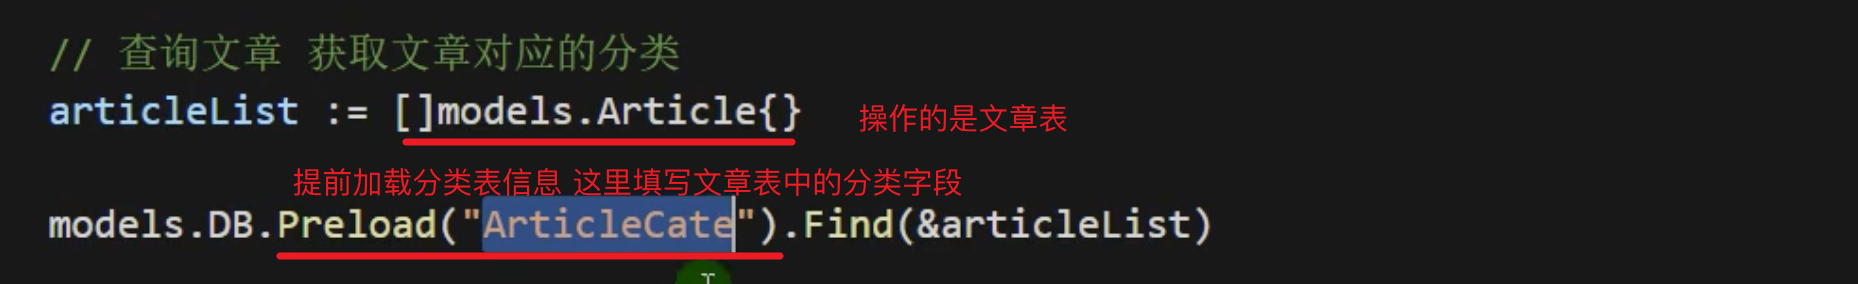 // 查询文章 获取文章对应的分类
articleList := []models.Article{} 操作的是文章表
提前加载分类表信息 这里填写文章表中的分类字段
models.DB.Preload("ArticleCate").Find(&articleList)